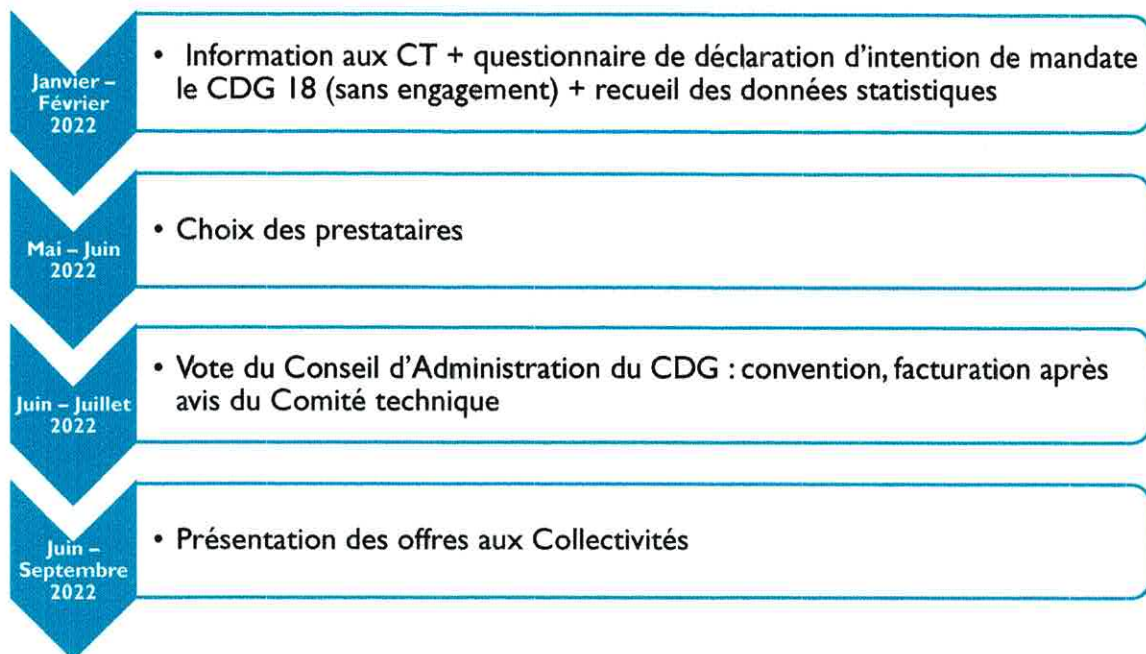 Janvier –
Février
2022
• Information aux CT + questionnaire de déclaration d'intention de mandate
le CDG 18 (sans engagement) + recueil des données statistiques
Mai – Juin
2022
• Choix des prestataires
Juin – Juillet
2022
• Vote du Conseil d'Administration du CDG : convention, facturation après
avis du Comité technique
Juin –
Septembre
2022
• Présentation des offres aux Collectivités